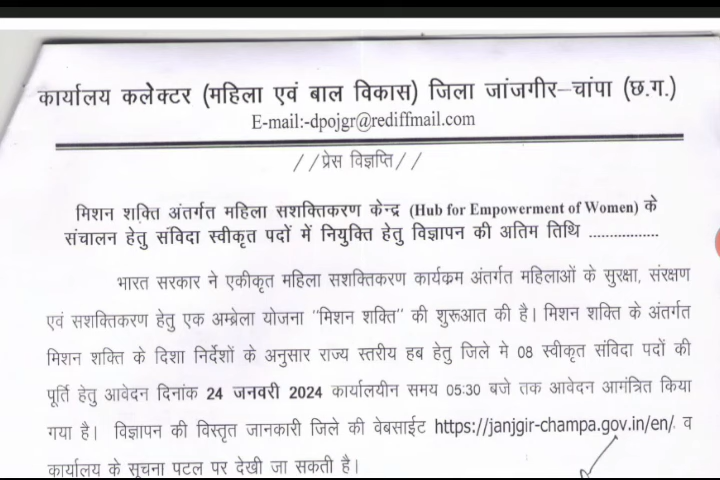 कार्यालय कलेक्टर (महिला एवं बाल विकास) जिला जांजगीर–चांपा (छ.ग.)
E-mail:-dpojgr@rediffmail.com
//प्रेस विज्ञप्ति//
मिशन शक्ति अंतर्गत महिला सशक्तिकरण केन्द्र (Hub for Empowerment of Women) के
संचालन हेतु संविदा स्वीकृत पदों में नियुक्ति हेतु विज्ञापन की अतिम तिथि .................
भारत सरकार ने एकीकृत महिला सशक्तिकरण कार्यक्रम अंतर्गत महिलाओं के सुरक्षा, संरक्षण
एवं सशक्तिकरण हेतु एक अम्ब्रेला योजना "मिशन शक्ति" की शुरूआत की है। मिशन शक्ति के अंतर्गत
मिशन शक्ति के दिशा निर्देशों के अनुसार राज्य स्तरीय हब हेतु जिले मे 08 स्वीकृत संविदा पदों की
पूर्ति हेतु आवेदन दिनांक 24 जनवरी 2024 कार्यालयीन समय 05:30 बजे तक आवेदन आमंत्रित किया
गया है। विज्ञापन की विस्तृत जानकारी जिले की वेबसाईट https://janjgir-champa.gov.in/en/ व
कार्यालय के सूचना पटल पर देखी जा सकती है।